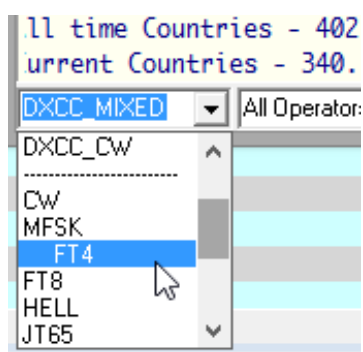 ll time Countries - 402
urrent Countries - 340.
DXCC_MIXED All Operator
DXCC_CW
------------------------
CW
MFSK
FT4
FT8
HELL
JT65